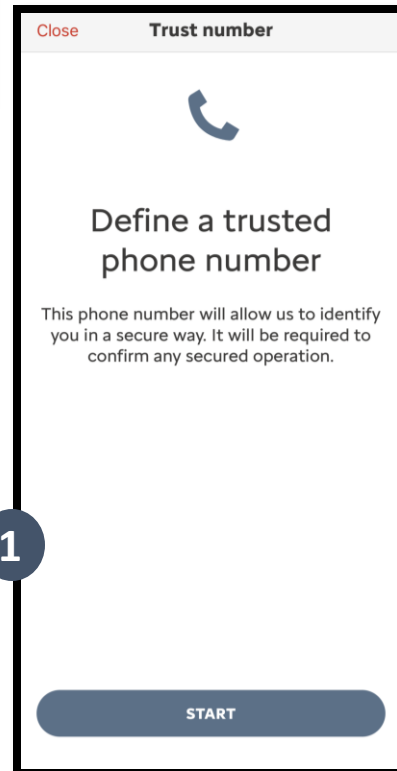 Close Trust number
Define a trusted
phone number
This phone number will allow us to identify
you in a secure way. It will be required to
confirm any secured operation.
1
START